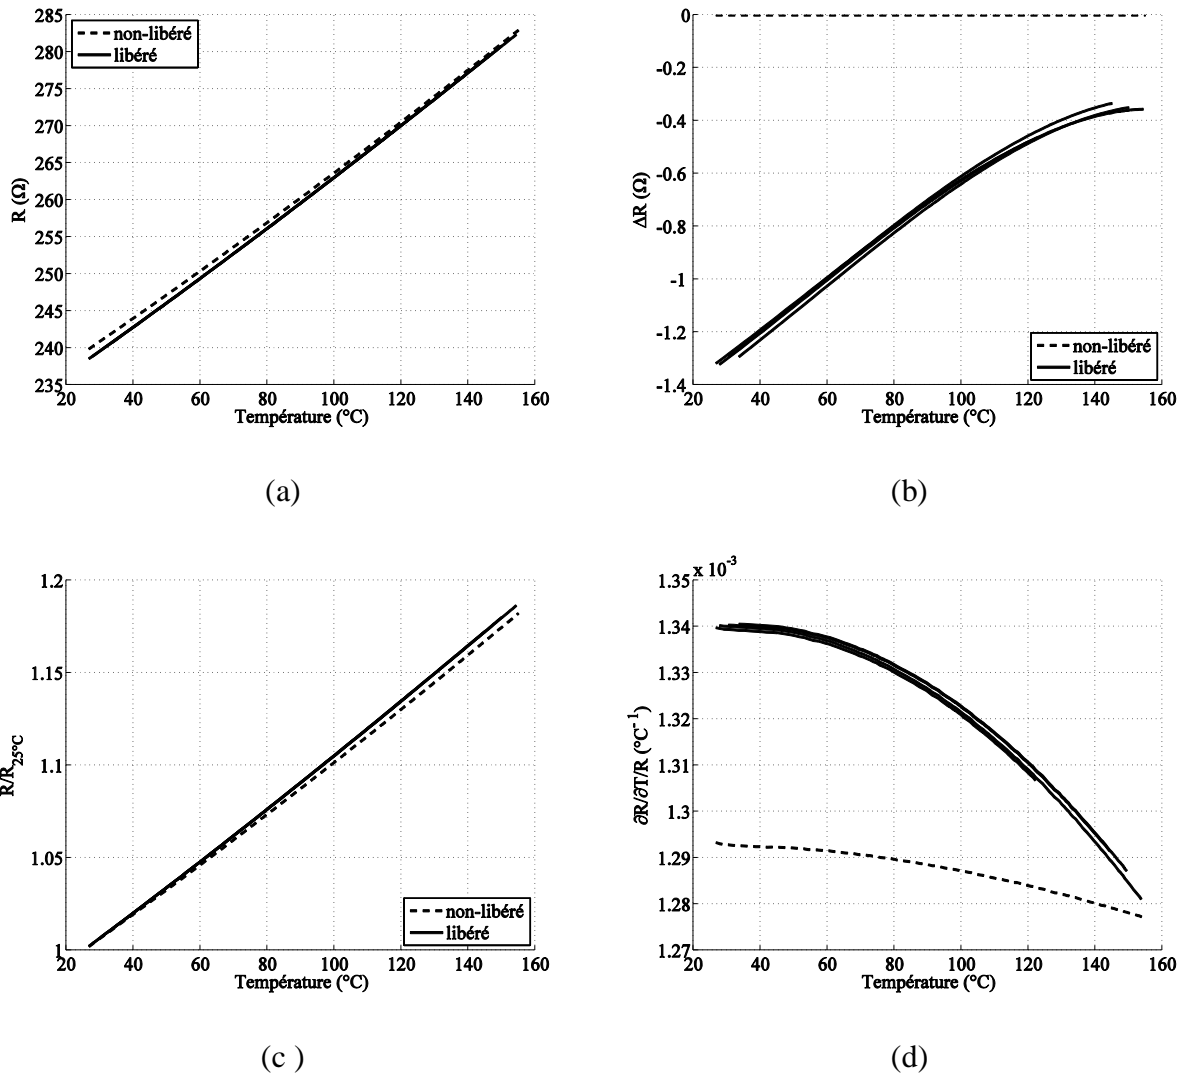 285
280
275
270
265
260
255
250
245
240
235
R (Ω)
non-libéré
libéré
20 40 60 80 100 120 140 160
Température (°C)
(a)
0
-0.2
-0.4
-0.6
-0.8
-1
-1.2
-1.4
ΔR (Ω)
non-libéré
libéré
20 40 60 80 100 120 140 160
Température (°C)
(b)
1.2
1.15
1.1
1.05
1
R/R25°C
non-libéré
libéré
20 40 60 80 100 120 140 160
Température (°C)
(c )
x 10-3
1.35
1.34
1.33
1.32
1.31
1.3
1.29
1.28
1.27
∂R/∂T/R (°C-1)
20 40 60 80 100 120 140 160
Température (°C)
(d)